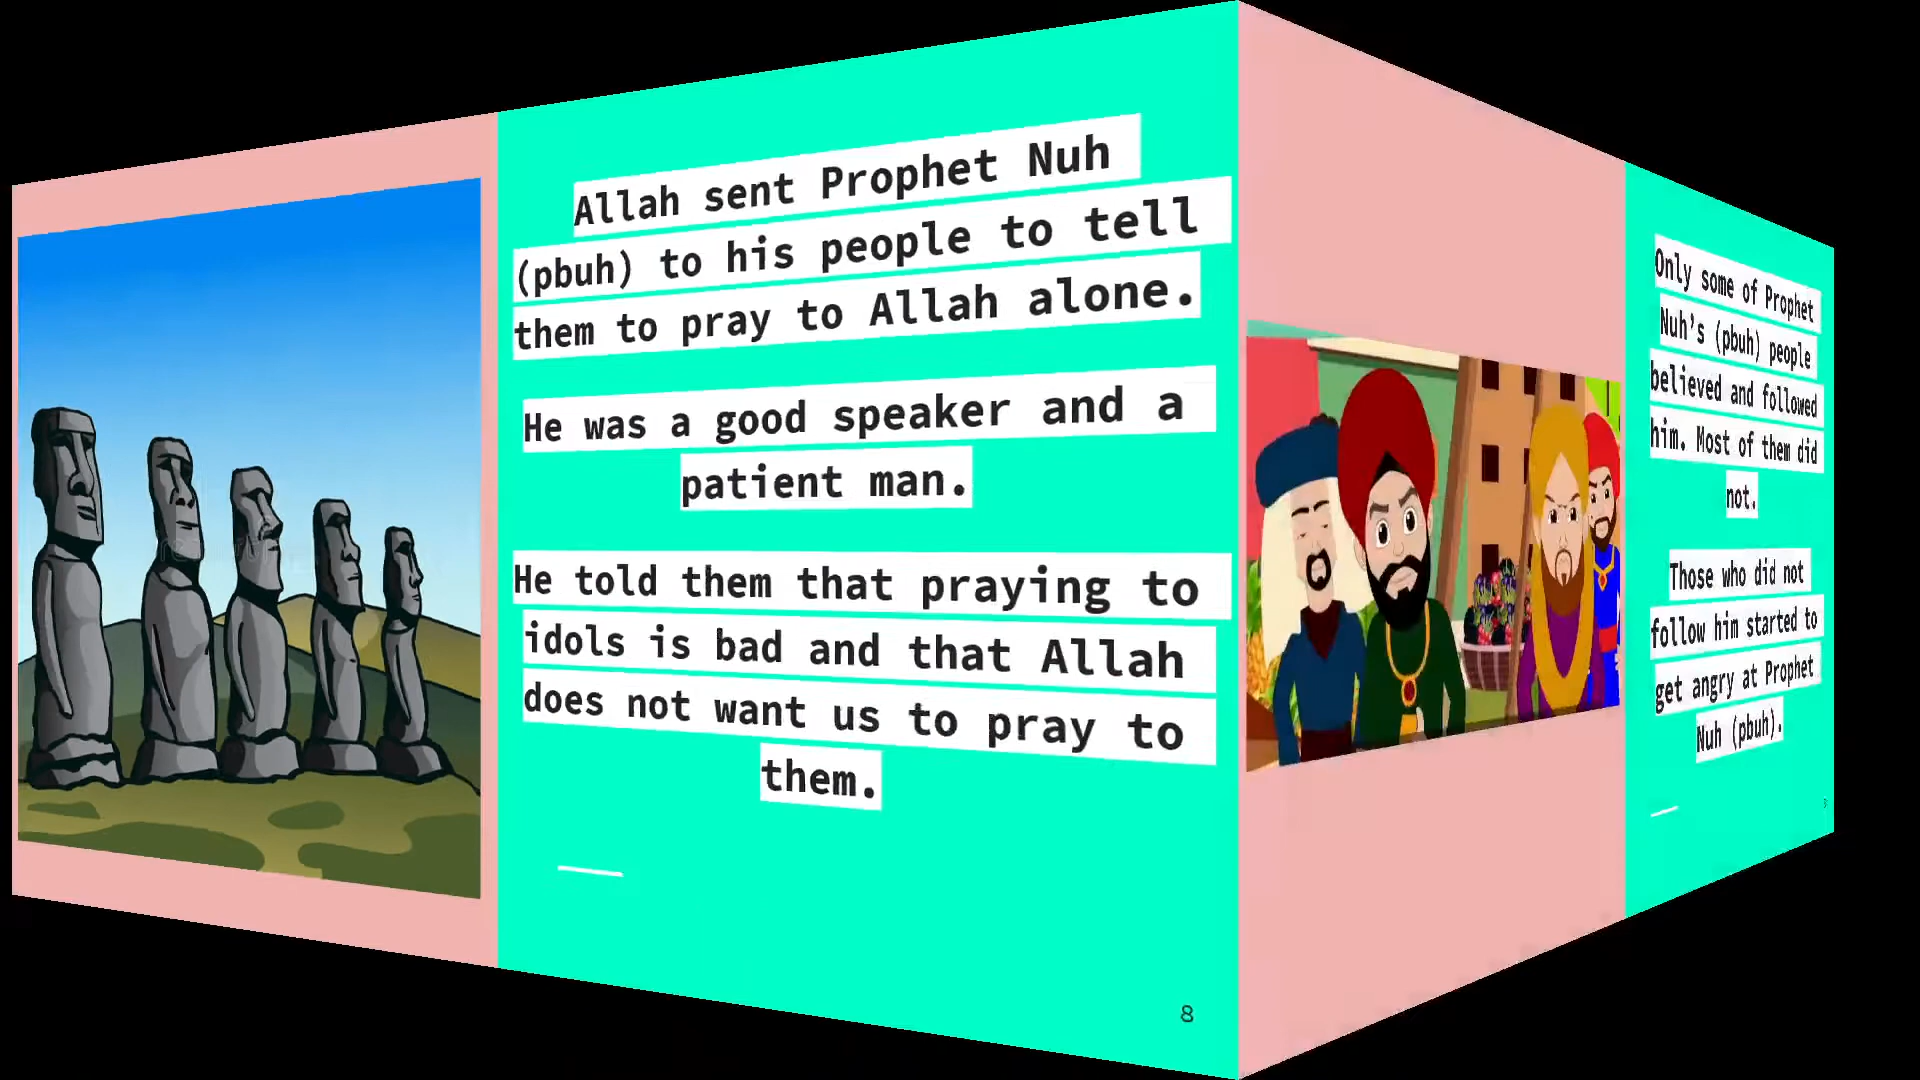 Allah sent Prophet Nuh
(pbuh) to his people to tell
them to pray to Allah alone.
He was a good speaker and a
patient man.
He told them that praying to
idols is bad and that Allah
does not want us to pray to
them.
8
Only some of Prophet
Nuh's (pbuh) people
believed and followed
him. Most of them did
not.
Those who did not
follow him started to
get angry at Prophet
Nuh (pbuh).